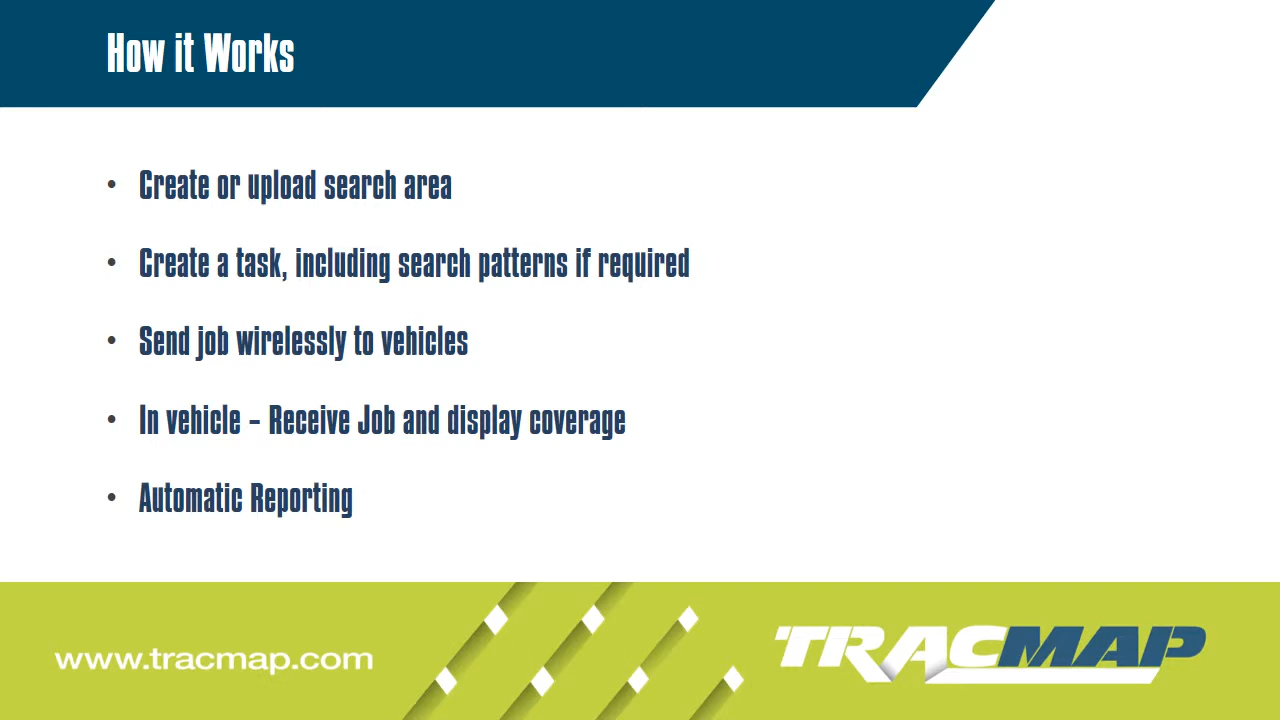 How it Works
• Create or upload search area
• Create a task, including search patterns if required
• Send job wirelessly to vehicles
• In vehicle – Receive Job and display coverage
• Automatic Reporting
www.tracmap.com
TRACMAP